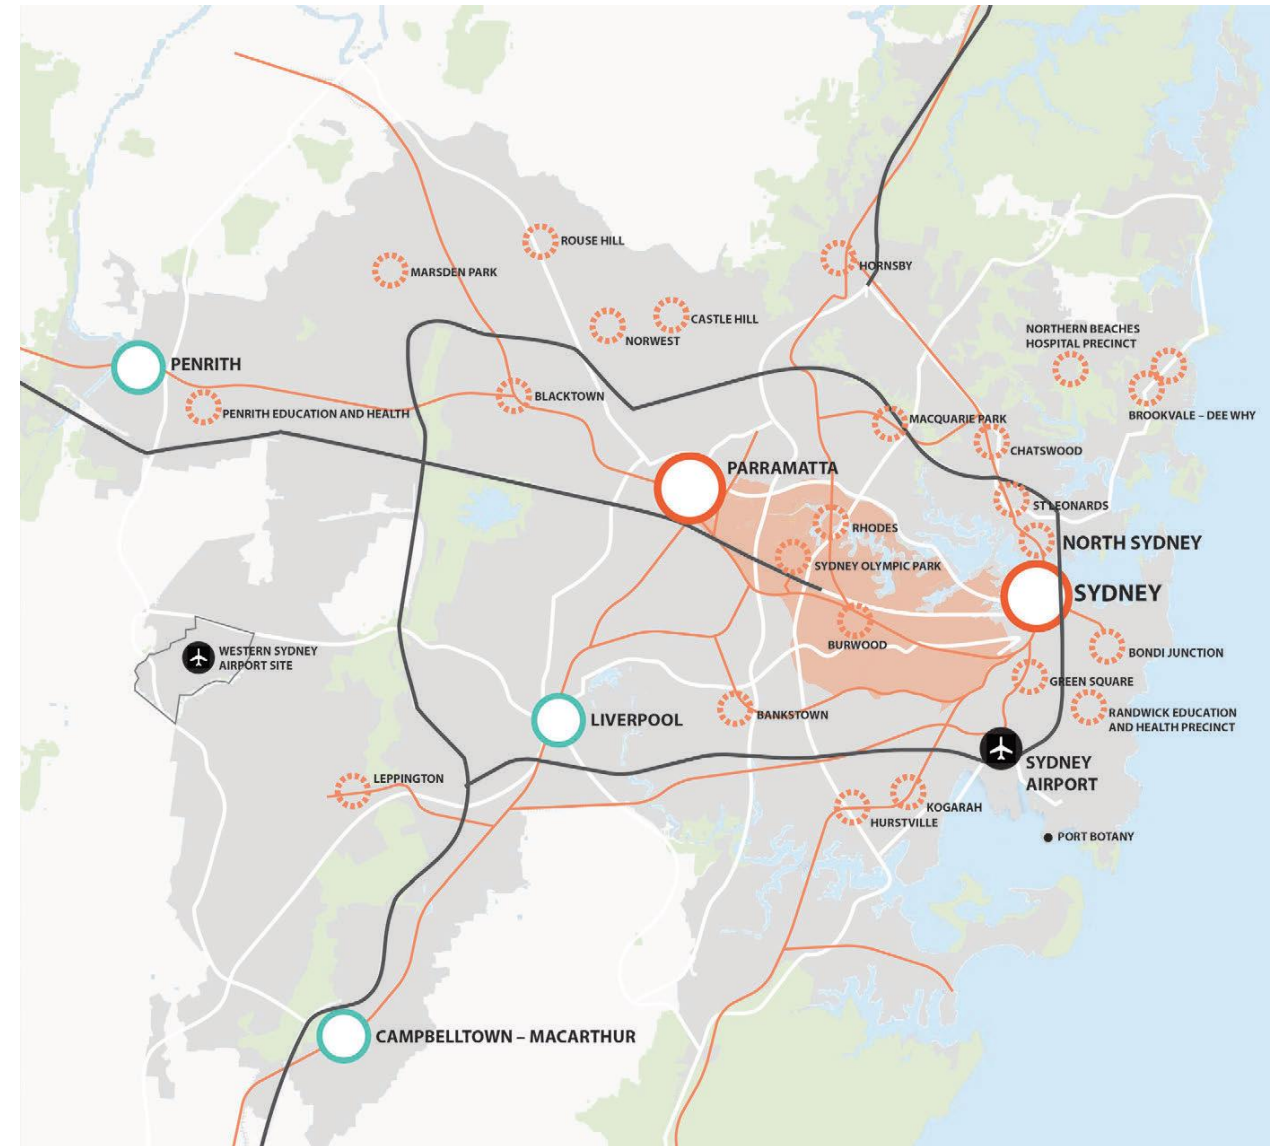 ROUSE HILL
HORNSBY
MARSDEN PARK
CASTLE HILL
NORWEST
NORTHERN BEACHES
HOSPITAL PRECINCT
PENRITH
BLACKTOWN
PENRITH EDUCATION AND HEALTH
MACQUARIE PARK
BROOKVALE – DEE WHY
CHATSWOOD
PARRAMATTA
ST LEONARDS
RHODES
NORTH SYDNEY
SYDNEY OLYMPIC PARK
SYDNEY
BURWOOD
WESTERN SYDNEY
AIRPORT SITE
BONDI JUNCTION
GREEN SQUARE
LIVERPOOL
BANKSTOWN
RANDWICK EDUCATION
AND HEALTH PRECINCT
SYDNEY
AIRPORT
LEPPINGTON
KOGARAH
HURSTVILLE
PORT BOTANY
CAMPBELLTOWN – MACARTHUR